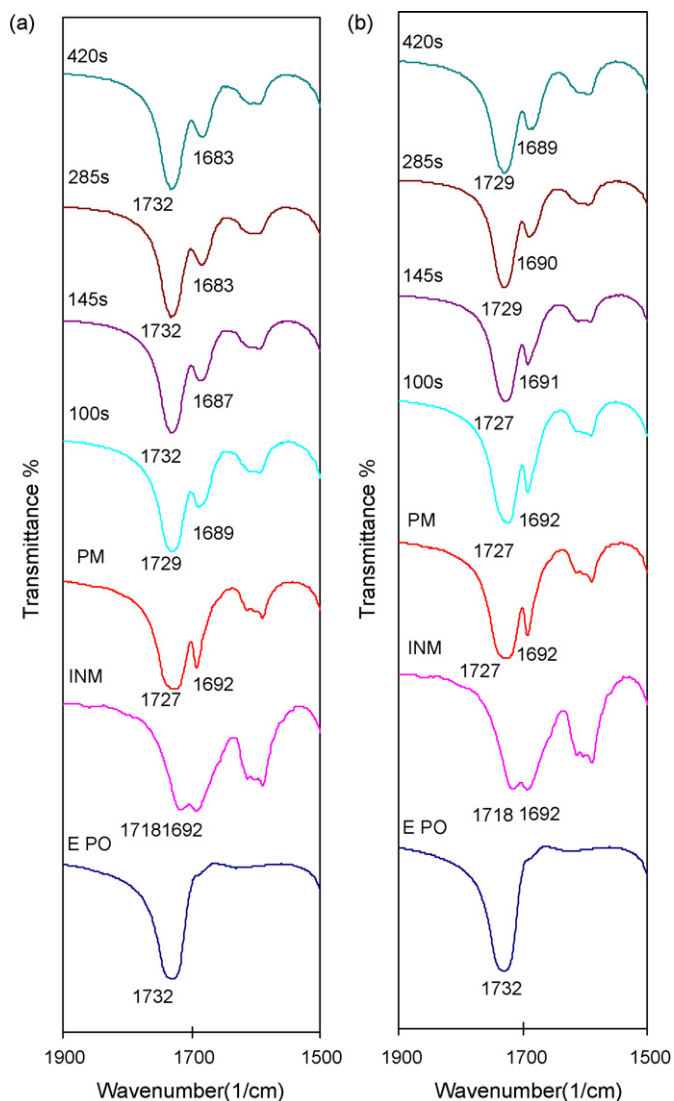 (a)
420s
1683
1732
285s
1683
1732
145s
1687
1732
100s
1689
1729
PM
1727 1692
INM
17181692
E PO
1732
1900 1700 1500
Wavenumber(1/cm)
Transmittance %
(b)
420s
1689
1729
285s
1690
1729
145s
1691
1727
100s
1692
1727
PM
1692
1727
INM
1718 1692
E PO
1732
1900 1700 1500
Wavenumber(1/cm)
Transmittance %